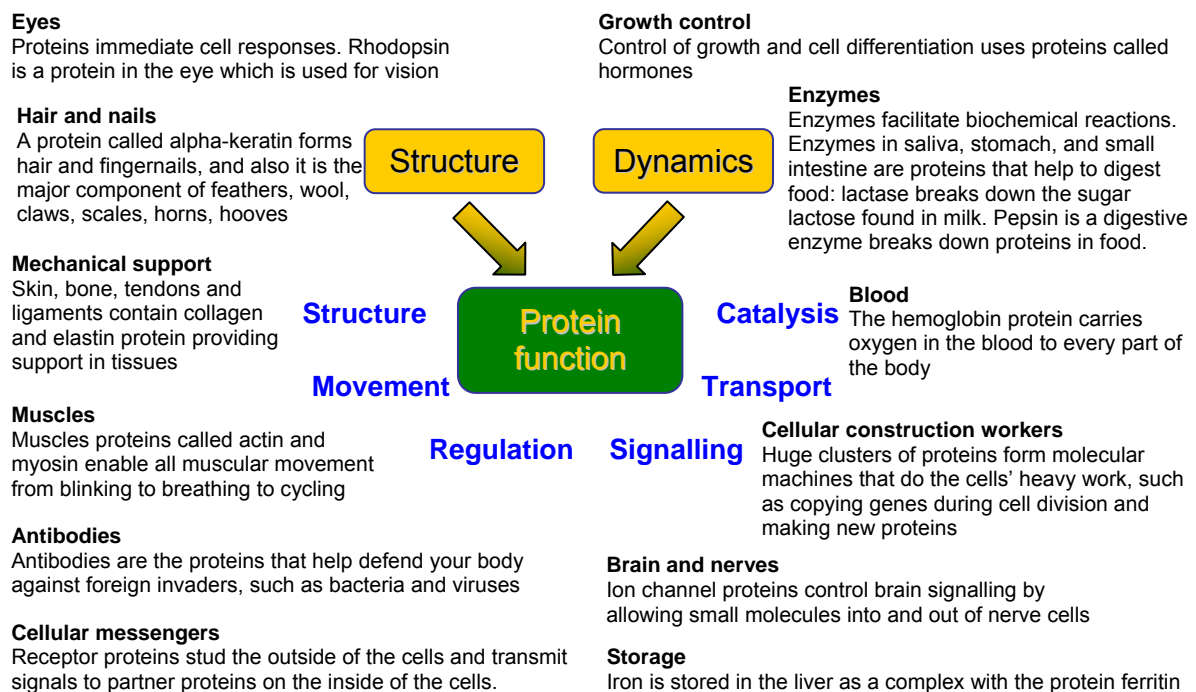 Eyes
Proteins immediate cell responses. Rhodopsin
is a protein in the eye which is used for vision
Growth control
Control of growth and cell differentiation uses proteins called
hormones
Hair and nails
A protein called alpha-keratin forms
hair and fingernails, and also it is the
major component of feathers, wool,
claws, scales, horns, hooves
Structure
Dynamics
Enzymes
Enzymes facilitate biochemical reactions.
Enzymes in saliva, stomach, and small
intestine are proteins that help to digest
food: lactase breaks down the sugar
lactose found in milk. Pepsin is a digestive
enzyme breaks down proteins in food.
Mechanical support
Skin, bone, tendons and
ligaments contain collagen
and elastin protein providing
support in tissues
Structure
Movement
Regulation
Protein
function
Catalysis
Transport
Signalling
Blood
The hemoglobin protein carries
oxygen in the blood to every part of
the body
Muscles
Muscles proteins called actin and
myosin enable all muscular movement
from blinking to breathing to cycling
Cellular construction workers
Huge clusters of proteins form molecular
machines that do the cells’ heavy work, such
as copying genes during cell division and
making new proteins
Antibodies
Antibodies are the proteins that help defend your body
against foreign invaders, such as bacteria and viruses
Brain and nerves
Ion channel proteins control brain signalling by
allowing small molecules into and out of nerve cells
Cellular messengers
Receptor proteins stud the outside of the cells and transmit
signals to partner proteins on the inside of the cells.
Storage
Iron is stored in the liver as a complex with the protein ferritin